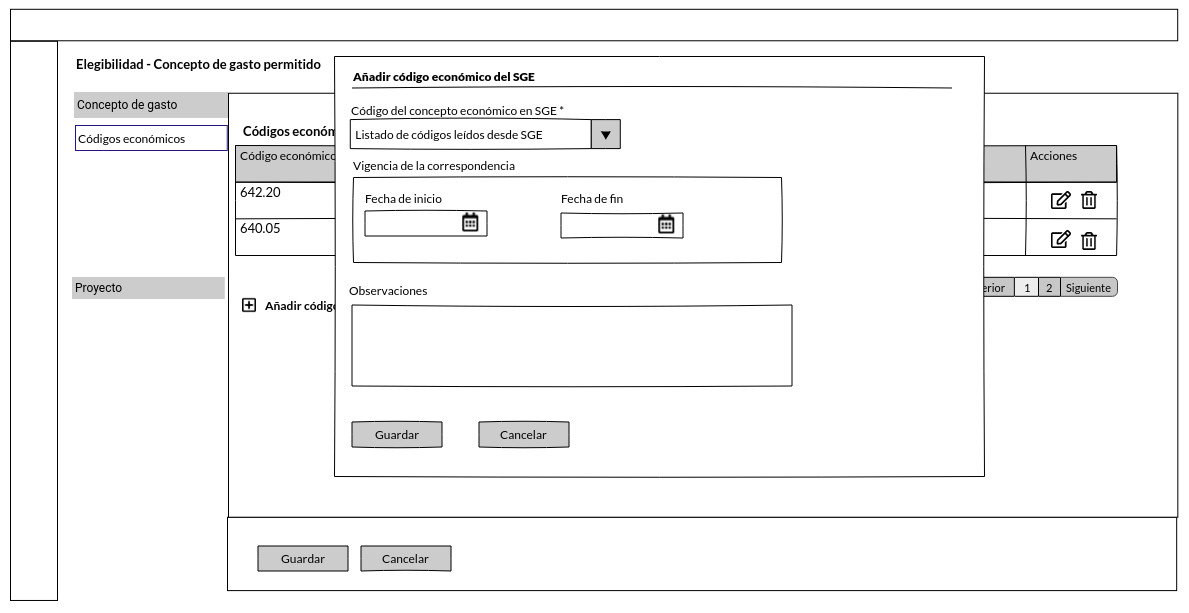 Elegibilidad - Concepto de gasto permitido
Concepto de gasto
Códigos económicos
Proyecto
Códigos económ
Código económico
Acciones
642.20
640.05
erior 1 2 Siguiente
Añadir códig
Añadir código económico del SGE
Código del concepto económico en SGE *
Listado de códigos leídos desde SGE
Vigencia de la correspondencia
Fecha de inicio Fecha de fin
Observaciones
Guardar Cancelar
Guardar Cancelar